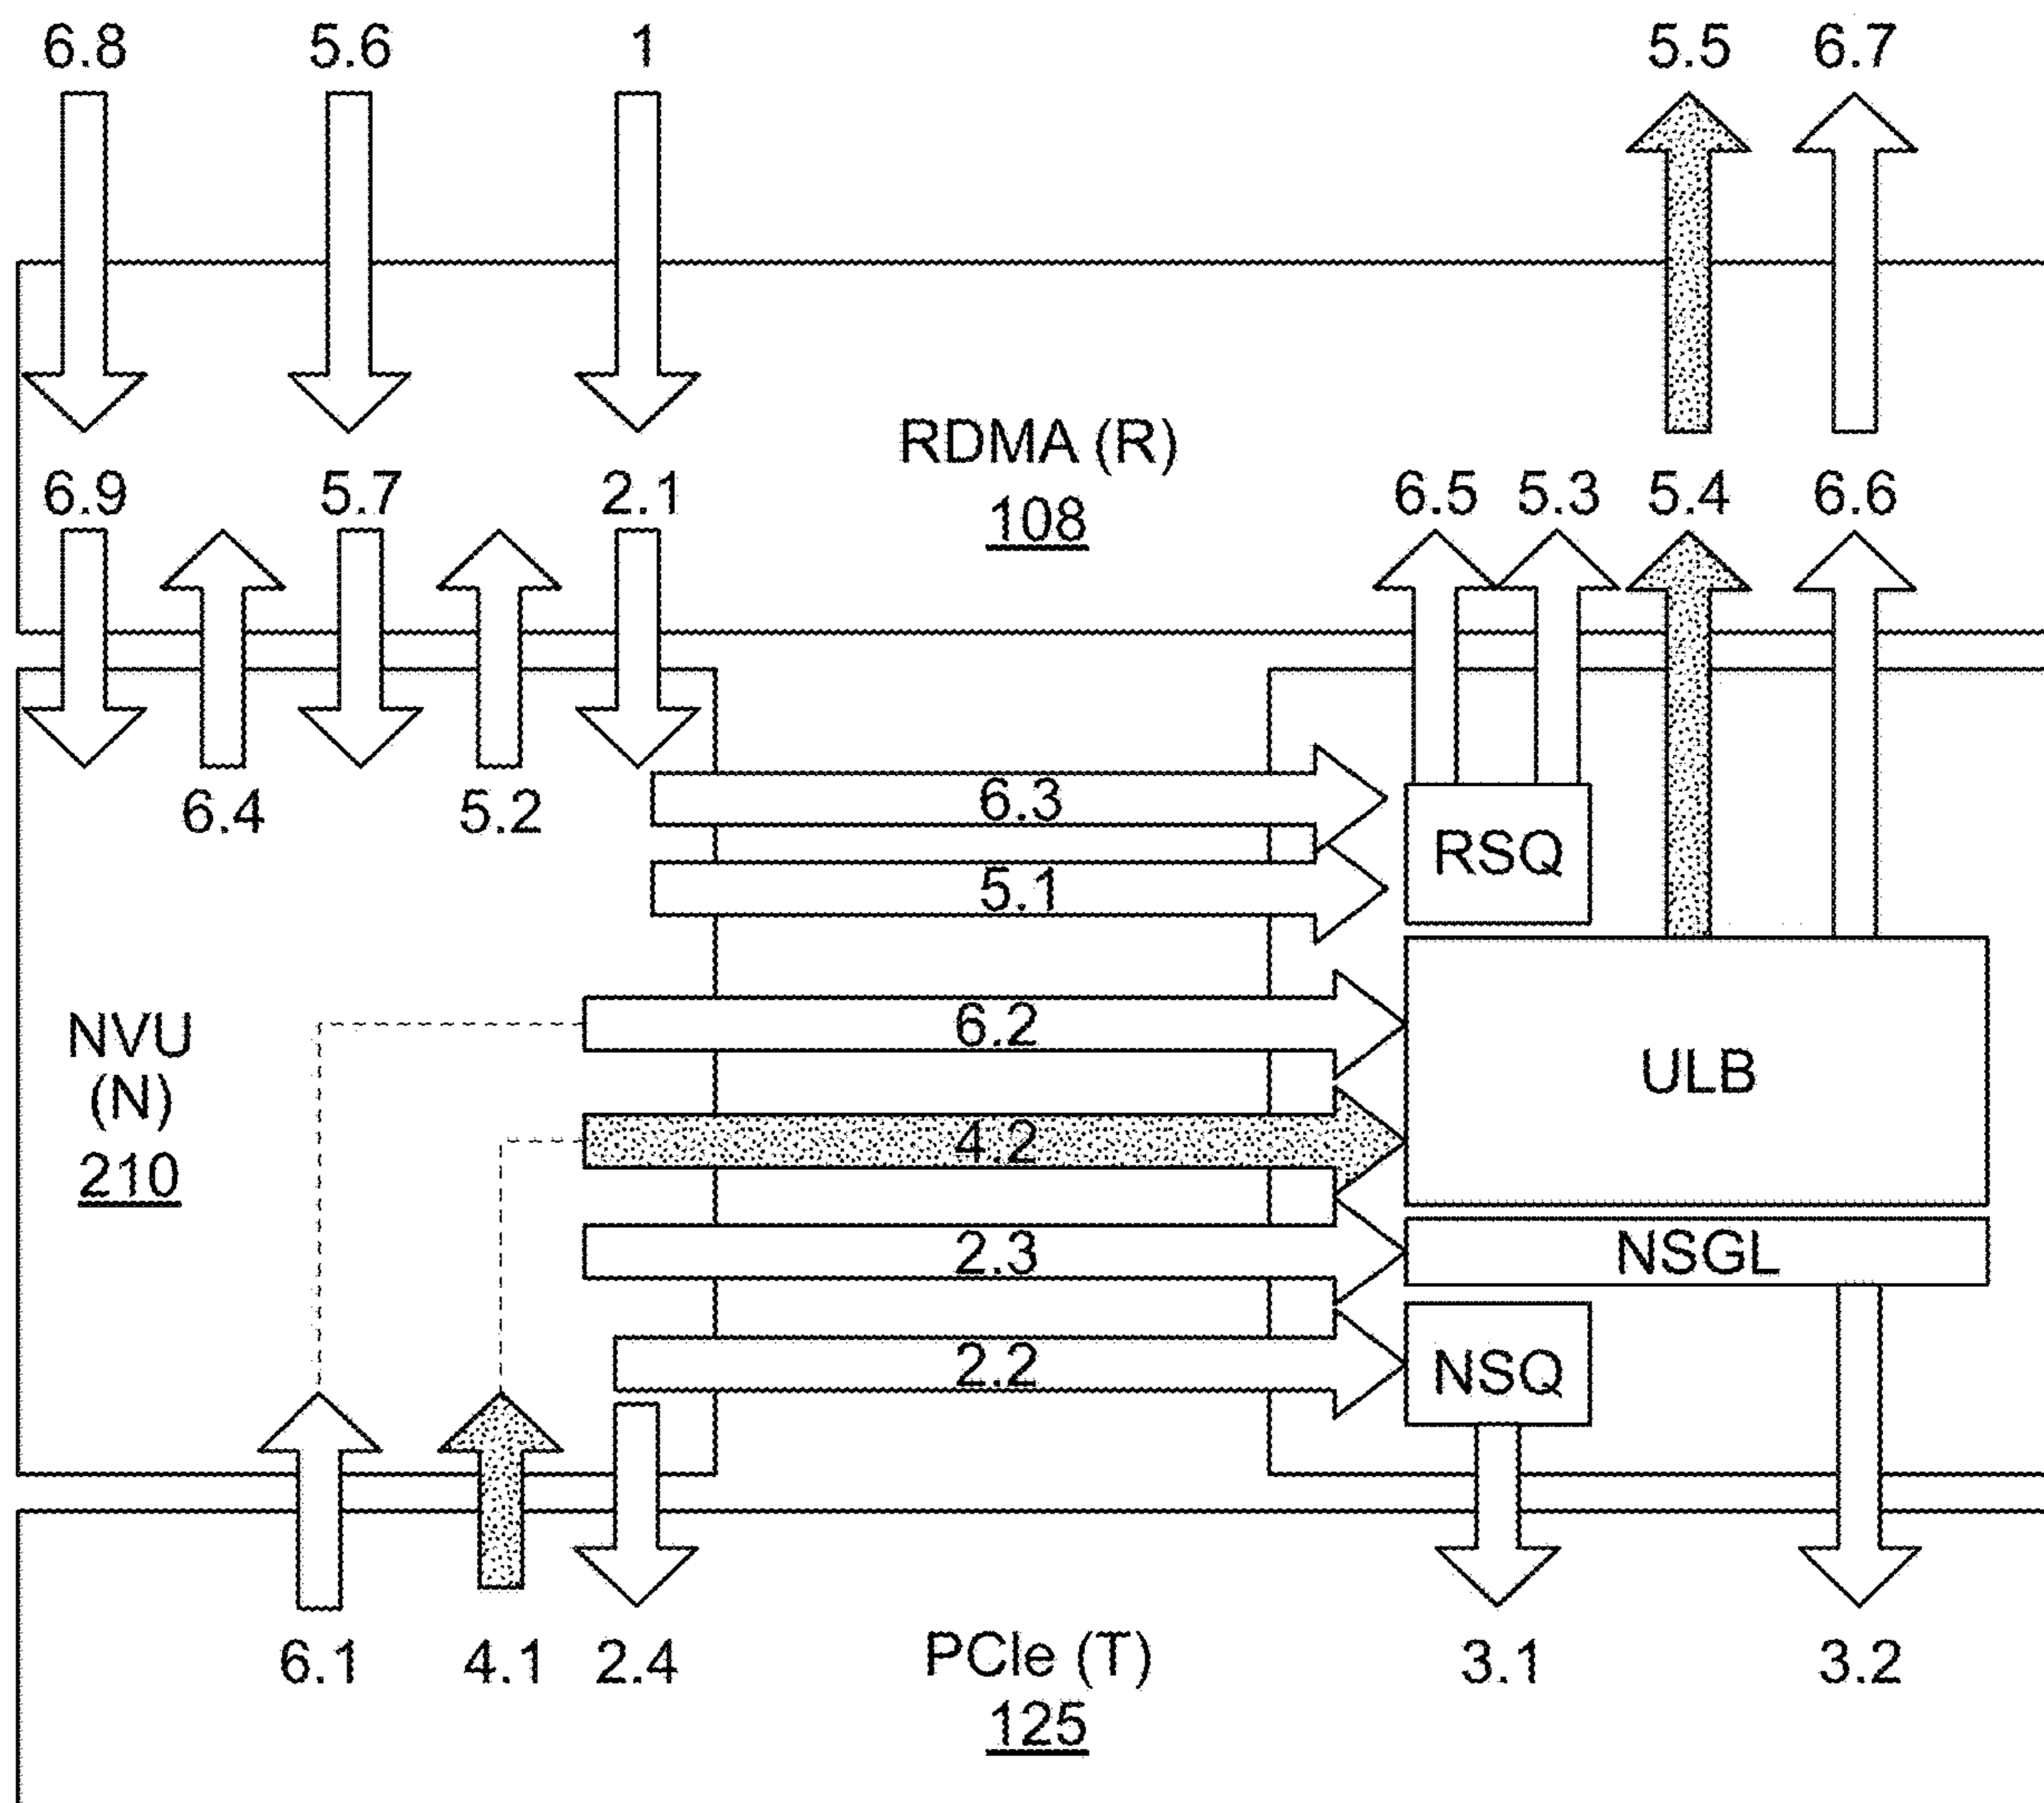 6.8 5.6 1 5.5 6.7
RDMA (R)
108
6.9 5.7 2.1 6.5 5.3 5.4 6.6
6.4 5.2 6.3
RSQ
5.1
6.2
NVU
(N)
210
ULB
4.2
2.3 NSGL
2.2 NSQ
6.1 4.1 2.4 PCIe (T) 3.1 3.2
125